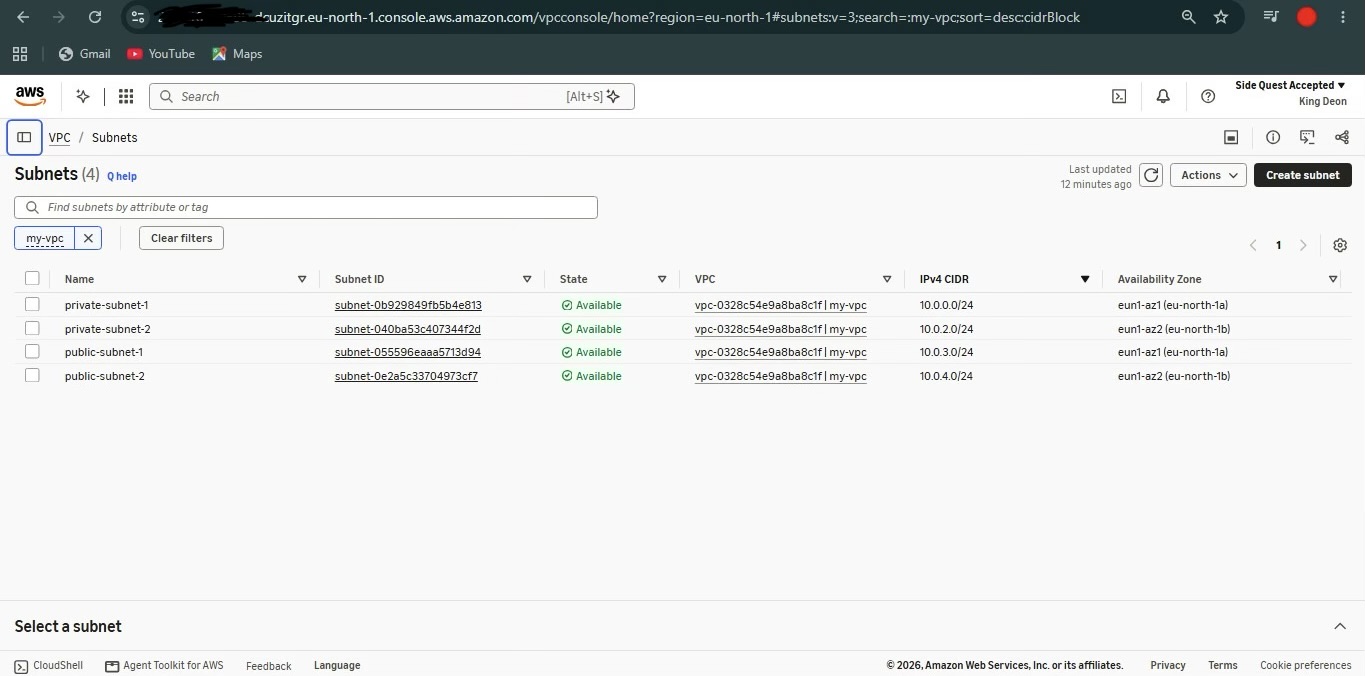 cuzitgr.eu-north-1.console.aws.amazon.com/vpcconsole/home?region=eu-north-1#subnets:v=3;search=:my-vpc;sort=desc:cidrBlock
Gmail YouTube Maps
aws Search [Alt+S] Side Quest Accepted
King Deon
VPC / Subnets
Subnets (4) Q help Last updated 12 minutes ago Actions Create subnet
Find subnets by attribute or tag
my-vpc Clear filters 1
Name Subnet ID State VPC IPv4 CIDR Availability Zone
private-subnet-1 subnet-0b929849fb5b4e813 Available vpc-0328c54e9a8ba8c1f | my-vpc 10.0.0.0/24 eun1-az1 (eu-north-1a)
private-subnet-2 subnet-040ba53c407344f2d Available vpc-0328c54e9a8ba8c1f | my-vpc 10.0.2.0/24 eun1-az2 (eu-north-1b)
public-subnet-1 subnet-055596eaaa5713d94 Available vpc-0328c54e9a8ba8c1f | my-vpc 10.0.3.0/24 eun1-az1 (eu-north-1a)
public-subnet-2 subnet-0e2a5c33704973cf7 Available vpc-0328c54e9a8ba8c1f | my-vpc 10.0.4.0/24 eun1-az2 (eu-north-1b)
Select a subnet
CloudShell Agent Toolkit for AWS Feedback Language © 2026, Amazon Web Services, Inc. or its affiliates. Privacy Terms Cookie preferences